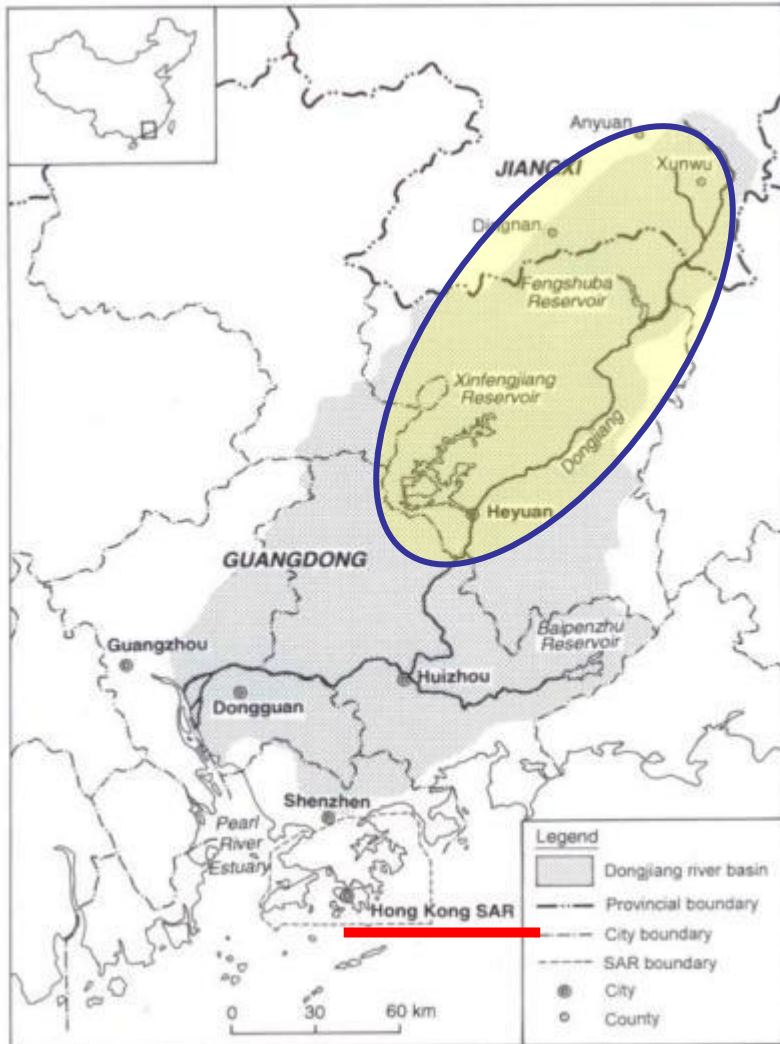 Anyuan
JIANGXI
Xunwu
Dingnan
Fengshuba
Reservoir
Xinfengjiang
Reservoir
Dongjiang
Heyuan
GUANGDONG
Baipenzhu
Reservoir
Guangzhou
Huizhou
Dongguan
Shenzhen
Pearl
River
Estuary
Hong Kong SAR
0 30 60 km
Legend
Dongjiang river basin
Provincial boundary
City boundary
SAR boundary
City
County